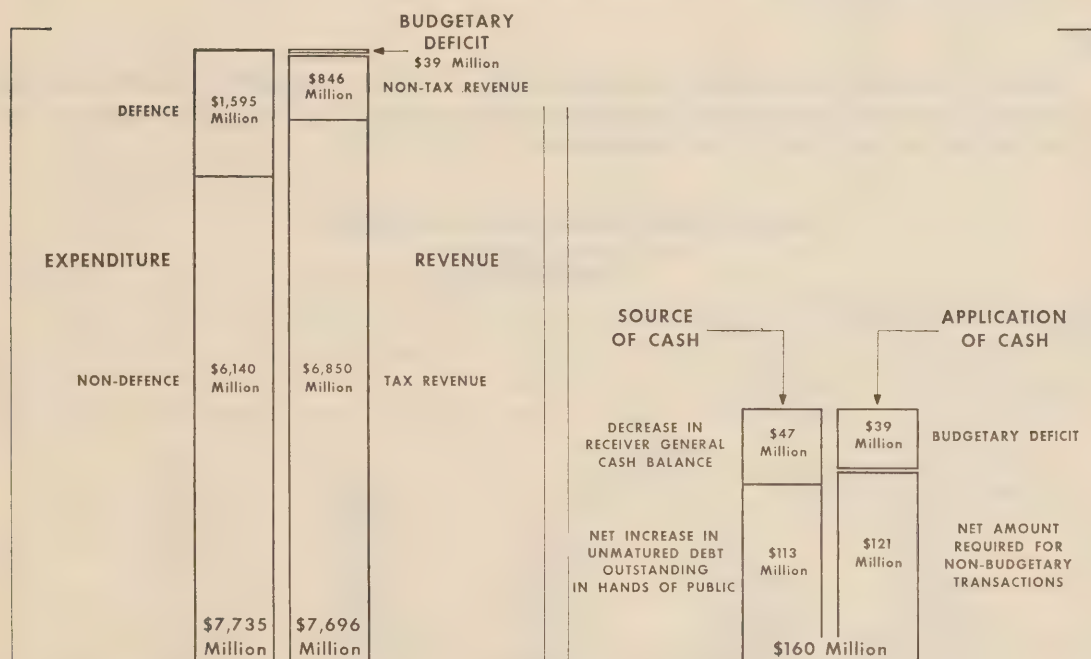 BUDGETARY
DEFICIT
$39 Million
DEFENCE
$1,595
Million
$846
Million
NON-TAX REVENUE
EXPENDITURE
REVENUE
NON-DEFENCE
$6,140
Million
$6,850
Million
TAX REVENUE
$7,735
Million
$7,696
Million
SOURCE
OF CASH
APPLICATION
OF CASH
DECREASE IN
RECEIVER GENERAL
CASH BALANCE
$47
Million
$39
Million
BUDGETARY DEFICIT
NET INCREASE IN
UNMATURED DEBT
OUTSTANDING
IN HANDS OF PUBLIC
$113
Million
$121
Million
NET AMOUNT
REQUIRED FOR
NON-BUDGETARY
TRANSACTIONS
$160 Million